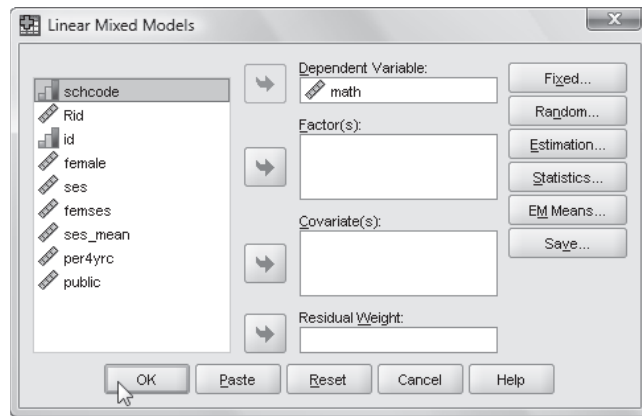 Linear Mixed Models
schcode
Rid
id
female
ses
femses
ses_mean
per4yrc
public
Dependent Variable:
math
Factor(s):
Covariate(s):
Residual Weight:
Fixed...
Random...
Estimation...
Statistics...
EM Means...
Save...
OK
Paste
Reset
Cancel
Help